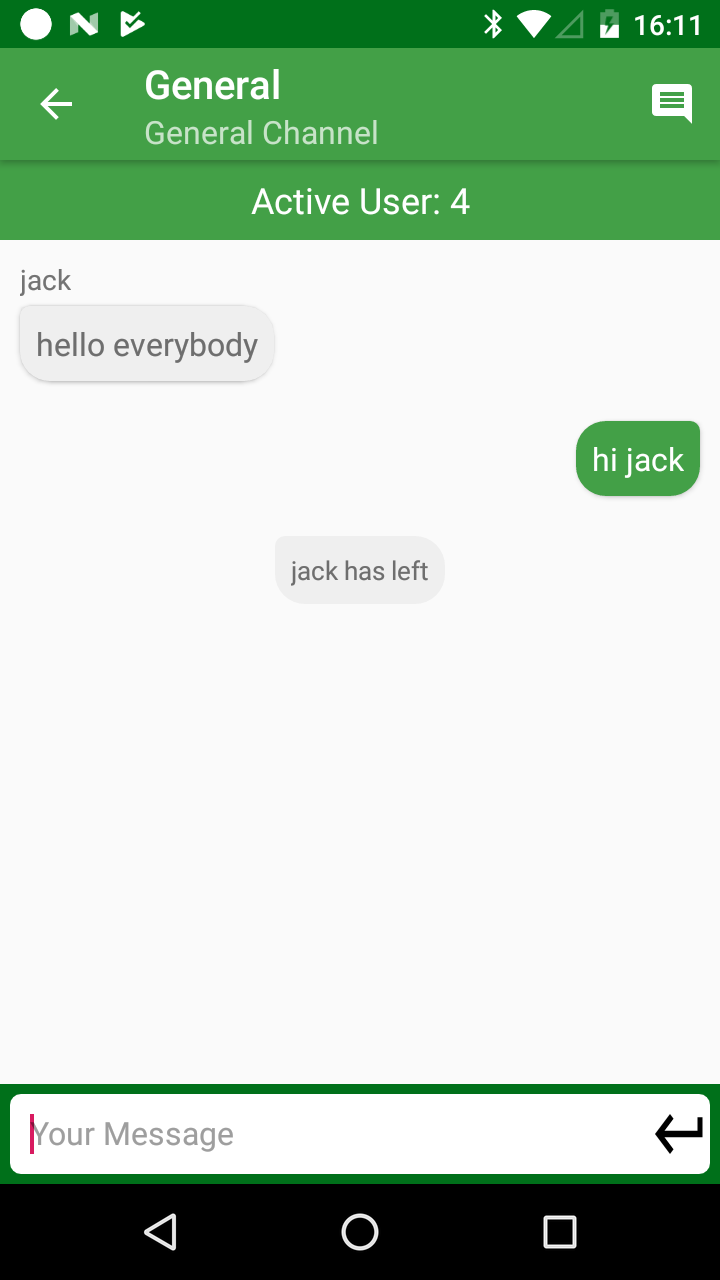 16:11
General
General Channel
Active User: 4
jack
hello everybody
hi jack
jack has left
Your Message